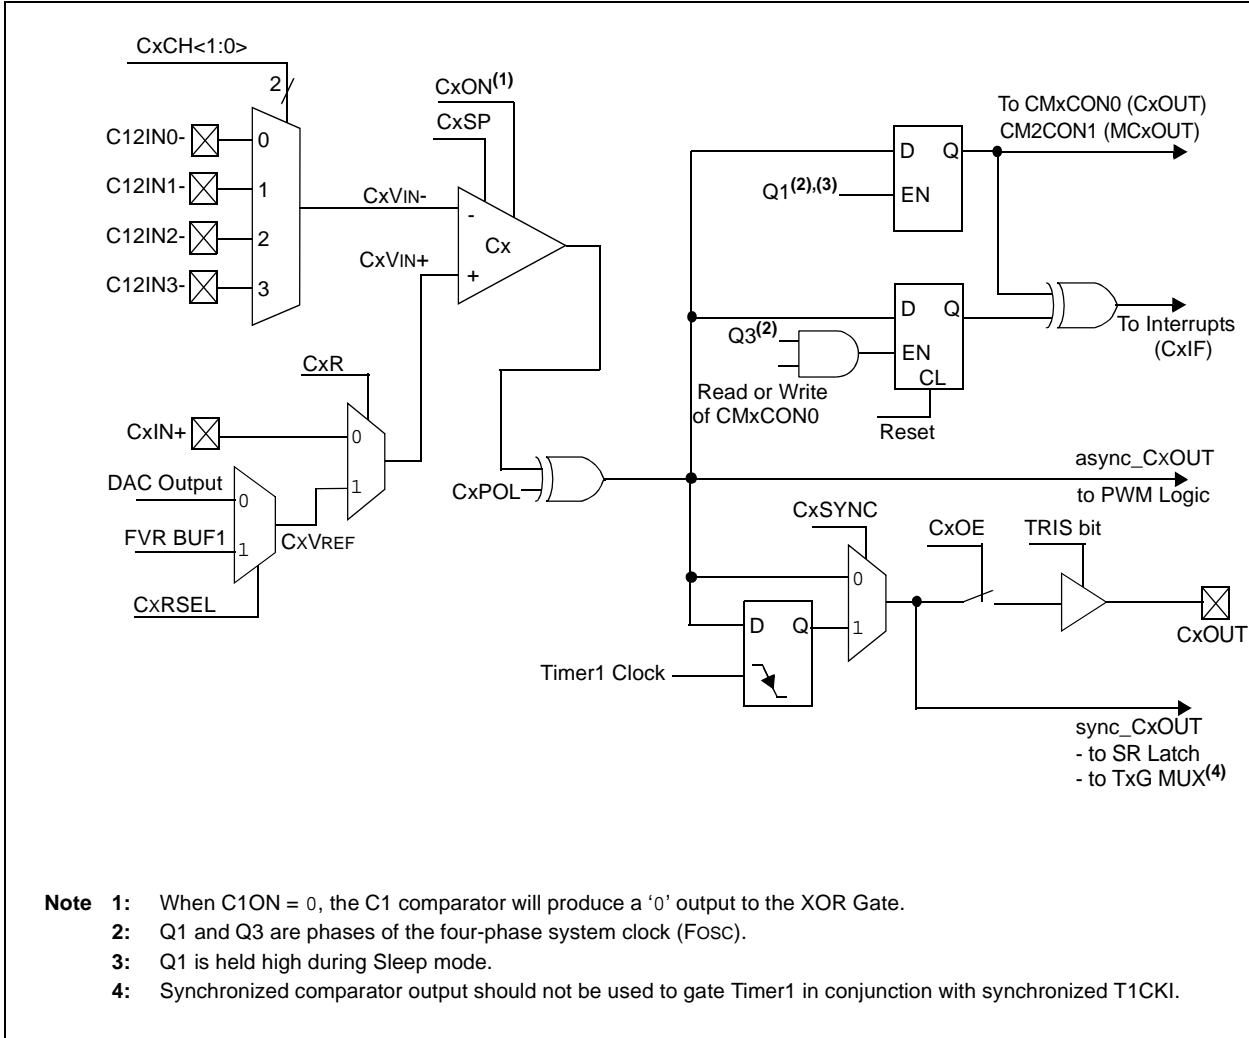 CxCH<1:0>
2
CxON(1)
CxSP
C12IN0-
0
C12IN1-
1
C12IN2-
2
C12IN3-
3
CxVIN-
-
Cx
CxVIN+
+
To CMxCON0 (CxOUT)
CM2CON1 (MCxOUT)
D Q
Q1(2),(3)
EN
D Q
Q3(2)
EN
CL
Read or Write
of CMxCON0
Reset
To Interrupts
(CxIF)
CxR
CxIN+
0
1
DAC Output
0
FVR BUF1
1
CxVREF
CxRSEL
CxPOL
async_CxOUT
to PWM Logic
CxSYNC
CxOE
TRIS bit
0
1
D Q
Timer1 Clock
CxOUT
sync_CxOUT
- to SR Latch
- to TxG MUX(4)
Note 1: When C1ON = 0, the C1 comparator will produce a ‘0’ output to the XOR Gate.
2: Q1 and Q3 are phases of the four-phase system clock (FOSC).
3: Q1 is held high during Sleep mode.
4: Synchronized comparator output should not be used to gate Timer1 in conjunction with synchronized T1CKI.